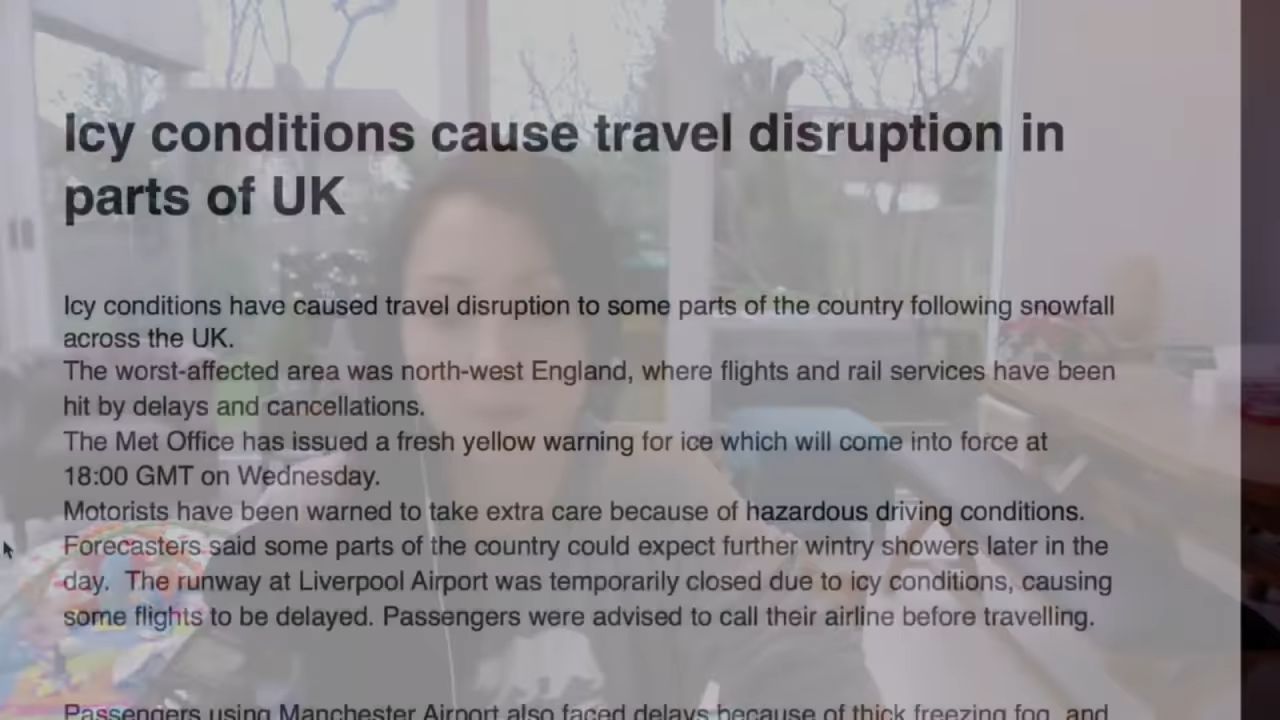 Icy conditions cause travel disruption in
parts of UK
Icy conditions have caused travel disruption to some parts of the country following snowfall
across the UK.
The worst-affected area was north-west England, where flights and rail services have been
hit by delays and cancellations.
The Met Office has issued a fresh yellow warning for ice which will come into force at
18:00 GMT on Wednesday.
Motorists have been warned to take extra care because of hazardous driving conditions.
Forecasters said some parts of the country could expect further wintry showers later in the
day.  The runway at Liverpool Airport was temporarily closed due to icy conditions, causing
some flights to be delayed. Passengers were advised to call their airline before travelling.
Passengers using Manchester Airport also faced delays because of thick freezing fog, and